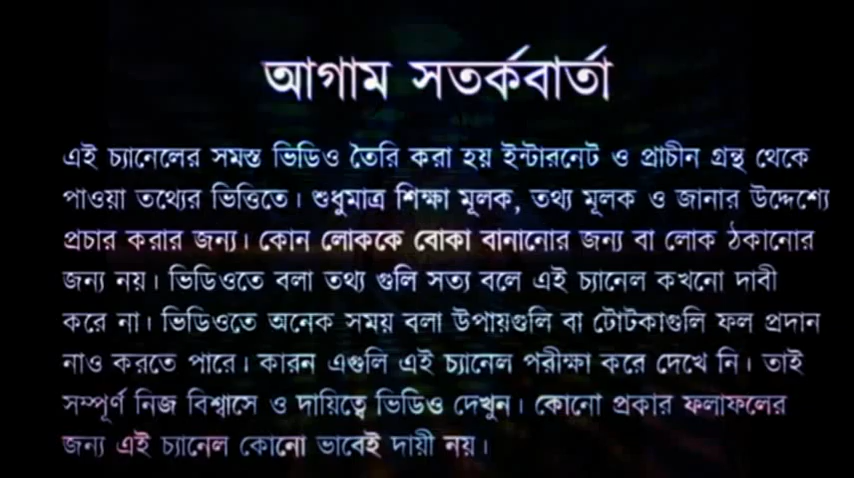 আগাম সতর্কবার্তা
এই চ্যানেলের সমস্ত ভিডিও তৈরি করা হয় ইন্টারনেট ও প্রাচীন গ্রন্থ থেকে
পাওয়া তথ্যের ভিত্তিতে। শুধুমাত্র শিক্ষা মূলক, তথ্য মূলক ও জানার উদ্দেশ্যে
প্রচার করার জন্য। কোন লোককে বোকা বানানোর জন্য বা লোক ঠকানোর
জন্য নয়। ভিডিওতে বলা তথ্য গুলি সত্য বলে এই চ্যানেল কখনো দাবী
করে না। ভিডিওতে অনেক সময় বলা উপায়গুলি বা টোটকাগুলি ফল প্রদান
নাও করতে পারে। কারন এগুলি এই চ্যানেল পরীক্ষা করে দেখে নি। তাই
সম্পূর্ণ নিজ বিশ্বাসে ও দায়িত্বে ভিডিও দেখুন। কোনো প্রকার ফলাফলের
জন্য এই চ্যানেল কোনো ভাবেই দায়ী নয়।